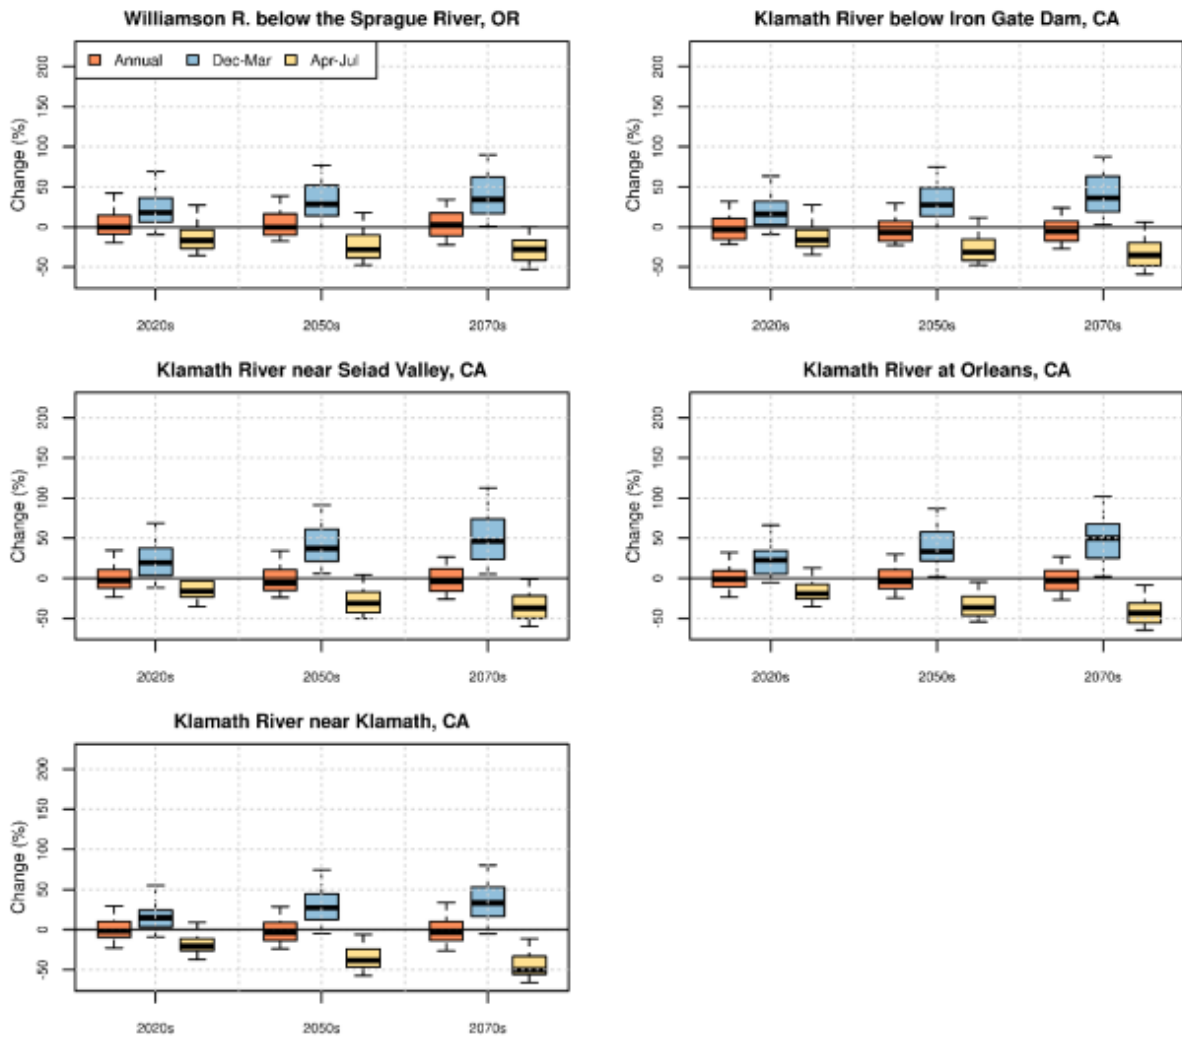 Williamson R. below the Sprague River, OR
Change (%)
200
150
100
50
0
-50
Annual Dec-Mar Apr-Jul
2020s 2050s 2070s
Klamath River below Iron Gate Dam, CA
Change (%)
200
150
100
50
0
-50
2020s 2050s 2070s
Klamath River near Seiad Valley, CA
Change (%)
200
150
100
50
0
-50
2020s 2050s 2070s
Klamath River at Orleans, CA
Change (%)
200
150
100
50
0
-50
2020s 2050s 2070s
Klamath River near Klamath, CA
Change (%)
200
150
100
50
0
-50
2020s 2050s 2070s